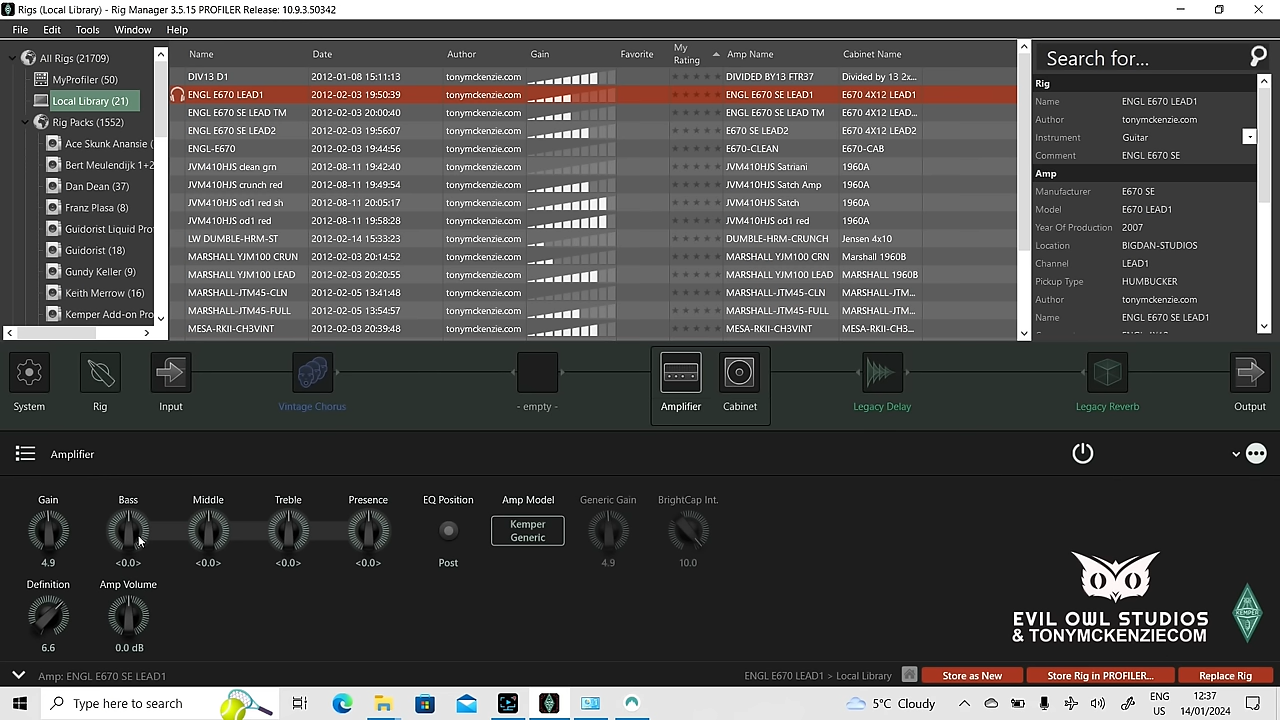 Rigs (Local Library) - Rig Manager 3.5.15 PROFILER Release: 10.9.3.50342
File Edit Tools Window Help
All Rigs (21709)
MyProfiler (50)
Local Library (21)
Rig Packs (1552)
Ace Skunk Anansie (
Bert Meulendijk 1+2
Dan Dean (37)
Franz Plasa (8)
Guidorist Liquid Pro
Guidorist (18)
Gundy Keller (9)
Keith Merrow (16)
Kemper Add-on Pro
Name Date Author Gain Favorite My Rating Amp Name Cabinet Name
DIV13 D1 2012-01-08 15:11:13 tonymckenzie.com DIVIDED BY13 FTR37 Divided by 13 2x...
ENGL E670 LEAD1 2012-02-03 19:50:39 tonymckenzie.com ENGL E670 SE LEAD1 E670 4X12 LEAD1
ENGL E670 SE LEAD TM 2012-02-03 20:00:40 tonymckenzie.com ENGL E670 SE LEAD TM E670 4X12 LEAD...
ENGL E670 SE LEAD2 2012-02-03 19:56:07 tonymckenzie.com E670 SE LEAD2 E670 4X12 LEAD2
ENGL-E670 2012-02-03 19:44:56 tonymckenzie.com E670-CLEAN E670-CAB
JVM410HJS clean grn 2012-08-11 19:42:40 tonymckenzie.com JVM410HJS Satriani 1960A
JVM410HJS crunch red 2012-08-11 19:49:54 tonymckenzie.com JVM410HJS Satch Amp 1960A
JVM410HJS od1 red sh 2012-08-11 20:05:17 tonymckenzie.com JVM410HJS Satch 1960A
JVM410HJS od1 red 2012-08-11 19:58:28 tonymckenzie.com JVM410HJS od1 red 1960A
LW DUMBLE-HRM-ST 2012-02-14 15:33:23 tonymckenzie.com DUMBLE-HRM-CRUNCH Jensen 4x10
MARSHALL YJM100 CRUN 2012-02-03 20:14:52 tonymckenzie.com MARSHALL YJM100 CRN Marshall 1960B
MARSHALL YJM100 LEAD 2012-02-03 20:20:55 tonymckenzie.com MARSHALL YJM100 LEAD MARSHALL 1960B
MARSHALL-JTM45-CLN 2012-02-05 13:41:48 tonymckenzie.com MARSHALL-JTM45-CLN MARSHALL-JTM...
MARSHALL-JTM45-FULL 2012-02-05 13:54:57 tonymckenzie.com MARSHALL-JTM45-FULL MARSHALL-JTM...
MESA-RKII-CH3VINT 2012-02-03 20:39:48 tonymckenzie.com MESA-RKII-CH3VINT MESA-RKII-CH3...
Search for...
Rig
Name ENGL E670 LEAD1
Author tonymckenzie.com
Instrument Guitar
Comment ENGL E670 SE
Amp
Manufacturer E670 SE
Model E670 LEAD1
Year Of Production 2007
Location BIGDAN-STUDIOS
Channel LEAD1
Pickup Type HUMBUCKER
Author tonymckenzie.com
Name ENGL E670 SE LEAD1
System Rig Input Vintage Chorus - empty - Amplifier Cabinet Legacy Delay Legacy Reverb Output
Amplifier
Gain Bass Middle Treble Presence EQ Position Amp Model Generic Gain BrightCap Int.
Kemper
Generic
4.9 <0.0> <0.0> <0.0> <0.0> Post 4.9 10.0
Definition Amp Volume
6.6 0.0 dB
EVIL OWL STUDIOS
& TONYMCKENZIECOM
KEMPER
Amp: ENGL E670 SE LEAD1 ENGL E670 LEAD1 > Local Library Store as New Store Rig in PROFILER... Replace Rig
Type here to search 5°C Cloudy ENG US 12:37 14/01/2024